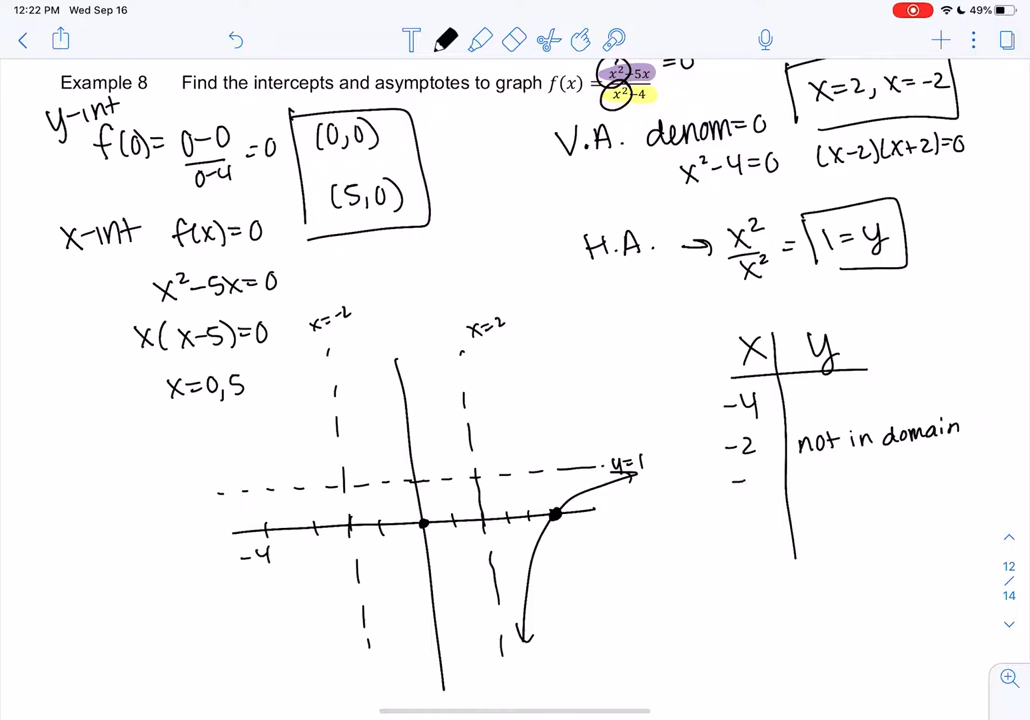 12:22 PM Wed Sep 16
49%
Example 8 Find the intercepts and asymptotes to graph f(x) = x²-5x / x²-4
= 0
x=2, x=-2
y-int
f(0) = 0-0 / 0-4 = 0
(0,0)
(5,0)
V.A. denom=0
x²-4=0
(x-2)(x+2)=0
x-int f(x)=0
x²-5x=0
x(x-5)=0
x=0,5
H.A. → x²/x² = 1=y
x=-2
x=2
y=1
-4
x y
-4
-2 not in domain
-
12
/
14